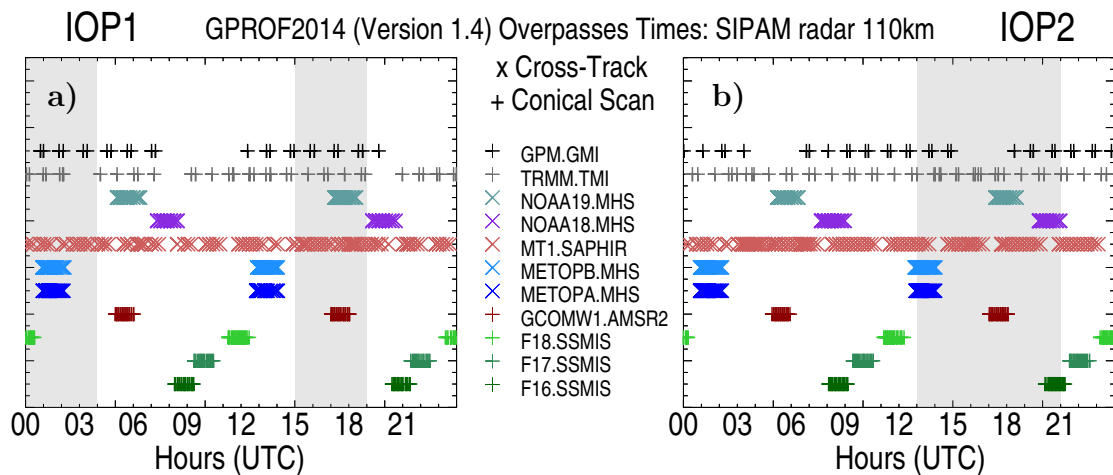 IOP1 GPROF2014 (Version 1.4) Overpasses Times: SIPAM radar 110km IOP2
a)
x Cross-Track
+ Conical Scan
b)
GPM.GMI
TRMM.TMI
NOAA19.MHS
NOAA18.MHS
MT1.SAPHIR
METOPB.MHS
METOPA.MHS
GCOMW1.AMSR2
F18.SSMIS
F17.SSMIS
F16.SSMIS
00 03 06 09 12 15 18 21
00 03 06 09 12 15 18 21
Hours (UTC)
Hours (UTC)